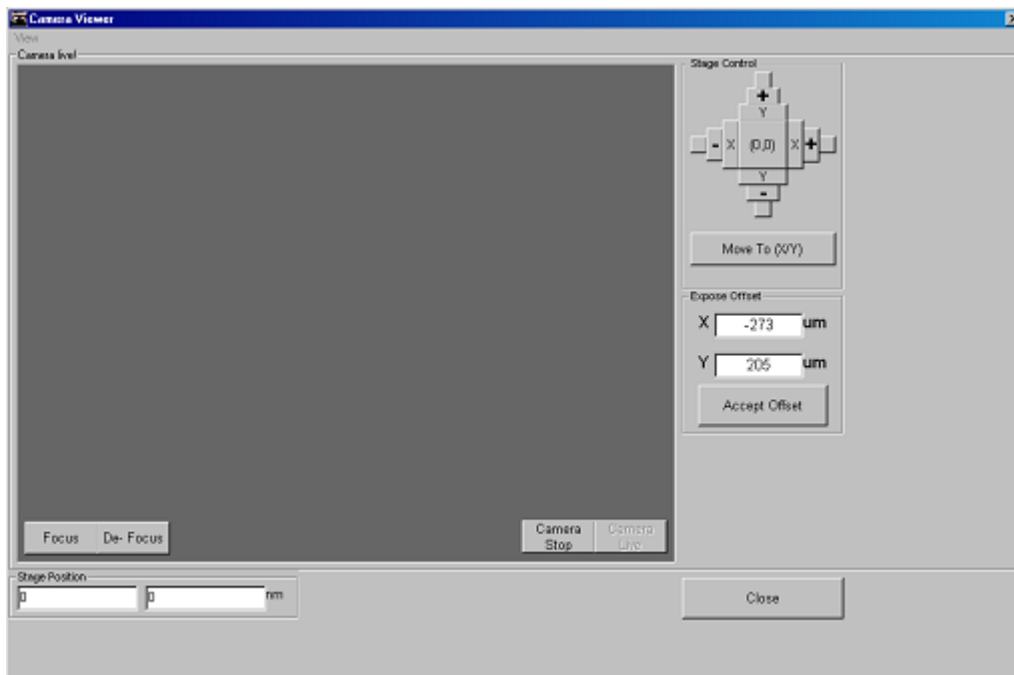 Camera Viewer
View
Camera live!
Stage Control
+
Y
- X (0,0) X +
Y
-
Move To (X/Y)
Expose Offset
X -273 um
Y 205 um
Accept Offset
Focus De- Focus
Camera Stop
Camera Live
Stage Position
0 0 nm
Close